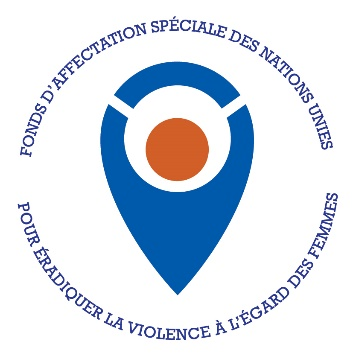 FONDS D'AFFECTATION SPÉCIALE DES NATIONS UNIES
POUR ÉRADIQUER LA VIOLENCE À L'ÉGARD DES FEMMES